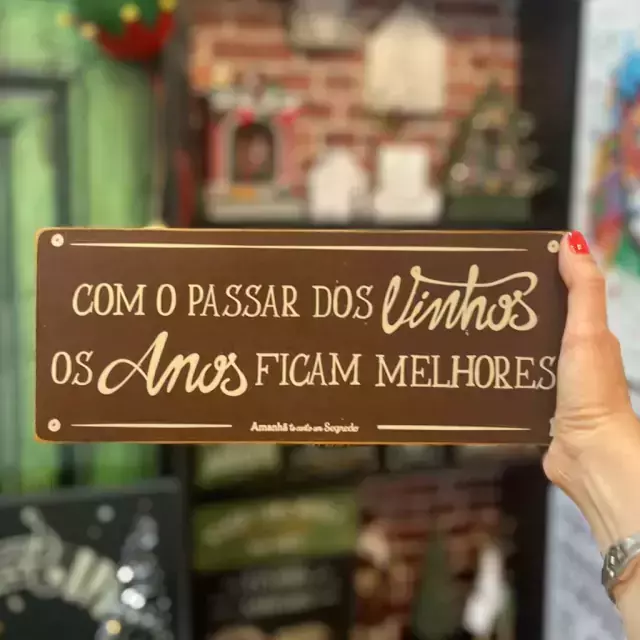 COM O PASSAR DOS Vinhos
OS Anos FICAM MELHORES
Amanhã te conto um Segredo